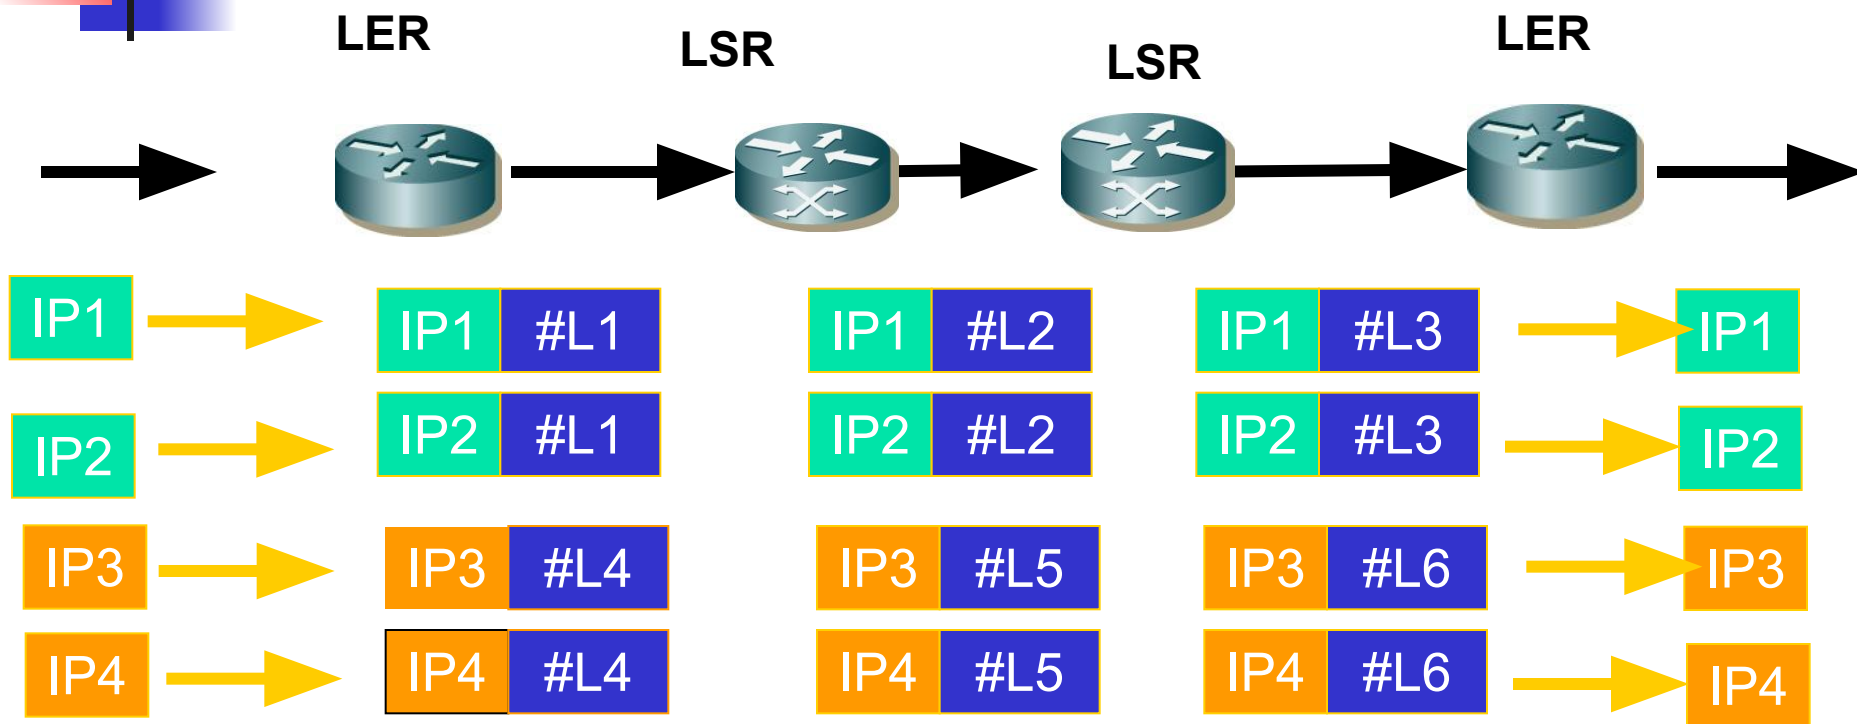 LER LSR LSR LER
IP1 IP1 #L1 IP1 #L2 IP1 #L3 IP1
IP2 IP2 #L1 IP2 #L2 IP2 #L3 IP2
IP3 IP3 #L4 IP3 #L5 IP3 #L6 IP3
IP4 IP4 #L4 IP4 #L5 IP4 #L6 IP4